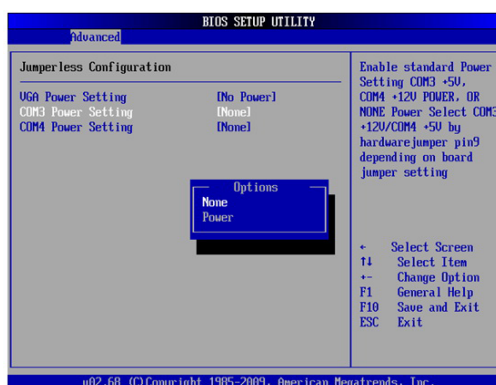 BIOS SETUP UTILITY
Advanced
Jumperless Configuration
VGA Power Setting [No Power]
COM3 Power Setting [None]
COM4 Power Setting [None]
Options
None
Power
Enable standard Power
Setting COM3 +5V,
COM4 +12V POWER, OR
NONE Power Select COM3
+12V/COM4 +5V by
hardwarejumper pin9
depending on board
jumper setting
← Select Screen
↑↓ Select Item
+- Change Option
F1 General Help
F10 Save and Exit
ESC Exit
v02.68 (C)Copyright 1985-2009, American Megatrends, Inc.